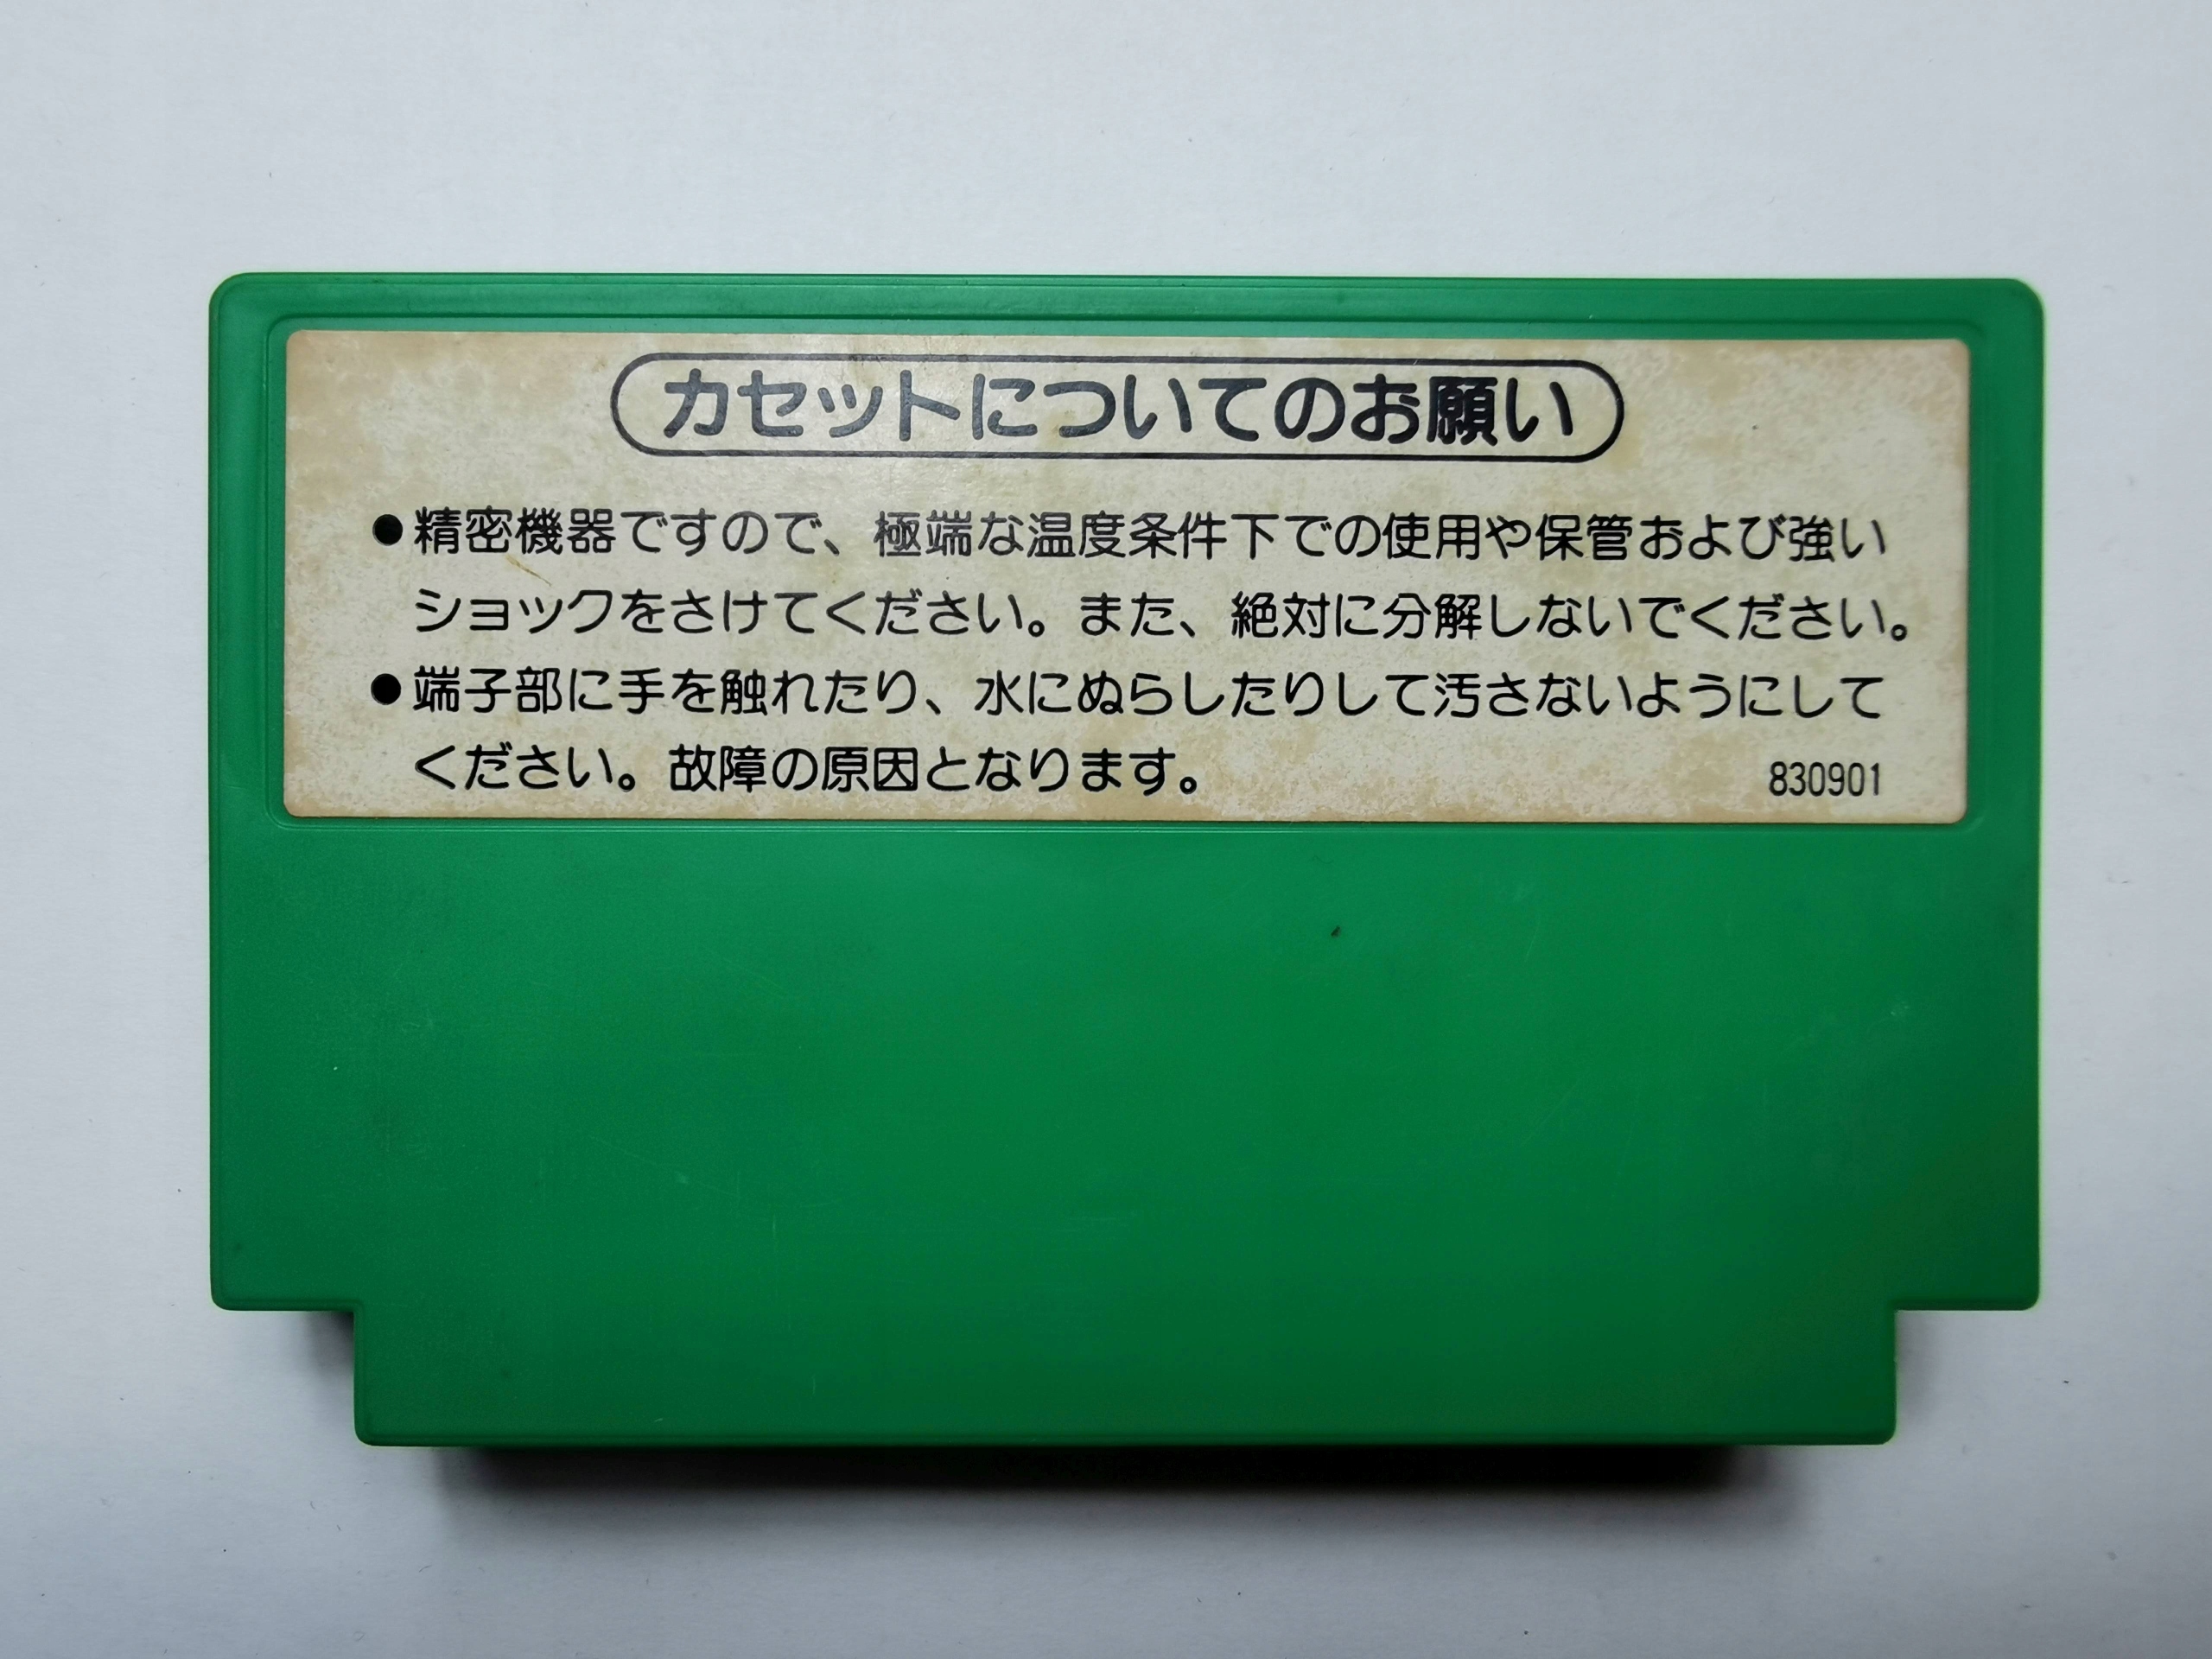 カセットについてのお願い
●精密機器ですので、極端な温度条件下での使用や保管および強い
ショックをさけてください。また、絶対に分解しないでください。
●端子部に手を触れたり、水にぬらしたりして汚さないようにして
ください。故障の原因となります。
830901